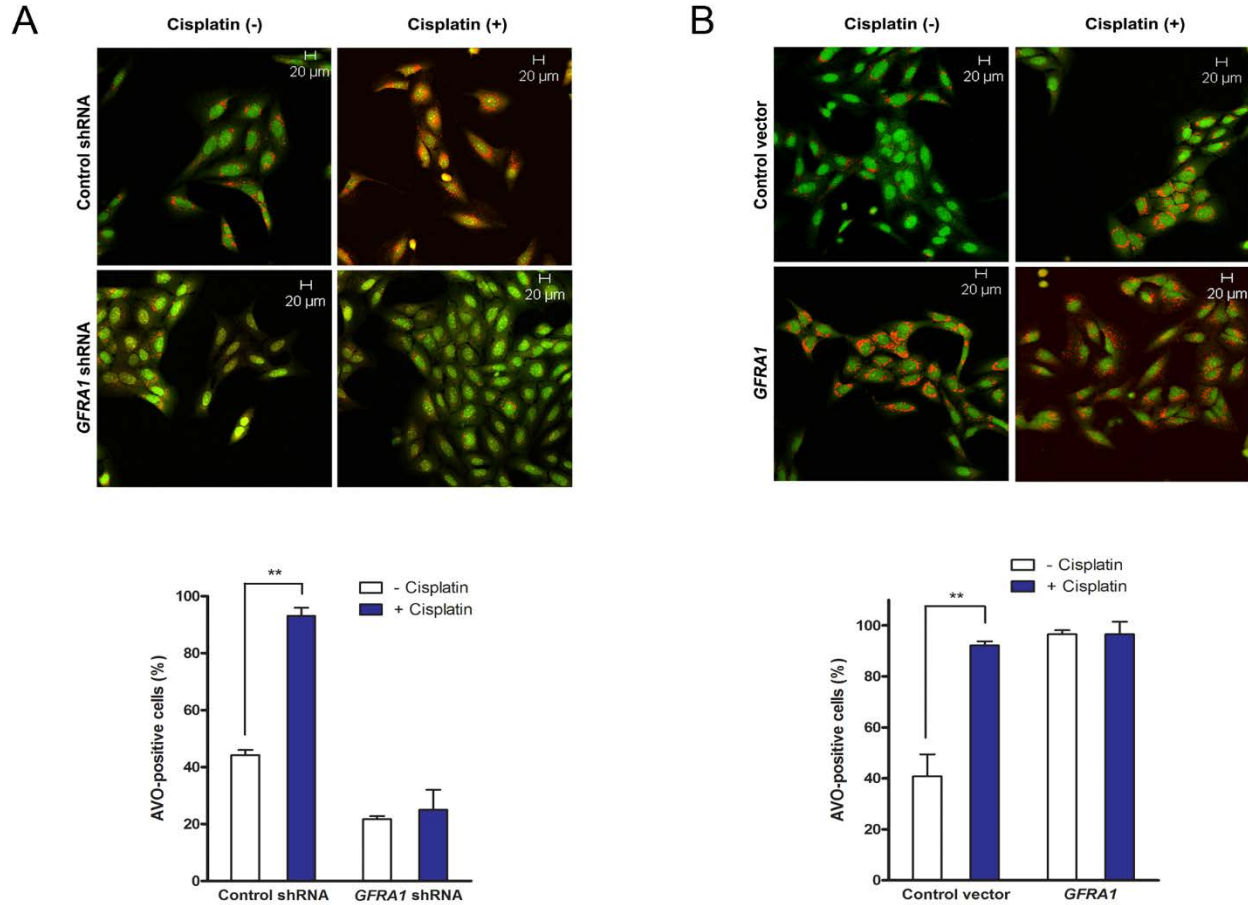 A
Cisplatin (-)
Cisplatin (+)
Control shRNA
20 µm
20 µm
GFRA1 shRNA
20 µm
20 µm
**
- Cisplatin
+ Cisplatin
AVO-positive cells (%)
100
80
60
40
20
0
Control shRNA
GFRA1 shRNA
B
Cisplatin (-)
Cisplatin (+)
Control vector
20 µm
20 µm
GFRA1
20 µm
20 µm
- Cisplatin
+ Cisplatin
**
AVO-positive cells (%)
100
80
60
40
20
0
Control vector
GFRA1